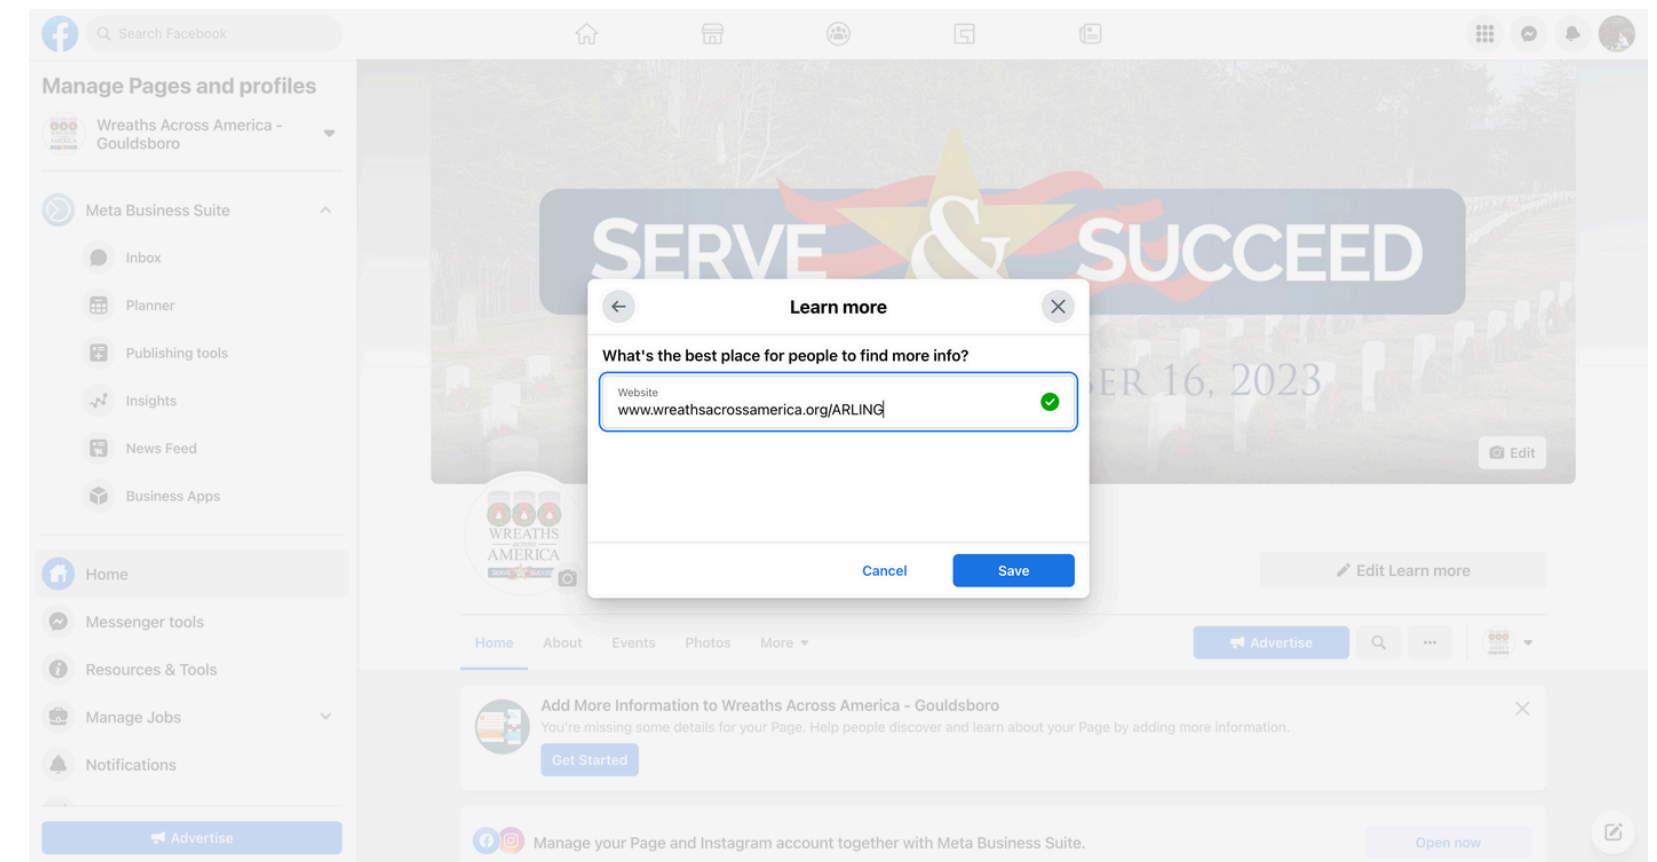 Search Facebook
Manage Pages and profiles
Wreaths Across America -
Gouldsboro
Meta Business Suite
Inbox
Planner
Publishing tools
Insights
News Feed
Business Apps
Home
Messenger tools
Resources & Tools
Manage Jobs
Notifications
Advertise
SERVE & SUCCEED
BER 16, 2023
Edit
Learn more
What's the best place for people to find more info?
Website
www.wreathsacrossamerica.org/ARLING
Cancel
Save
WREATHS
across
AMERICA
Edit Learn more
Home
About
Events
Photos
More
Advertise
Add More Information to Wreaths Across America - Gouldsboro
You're missing some details for your Page. Help people discover and learn about your Page by adding more information.
Get Started
Manage your Page and Instagram account together with Meta Business Suite.
Open now